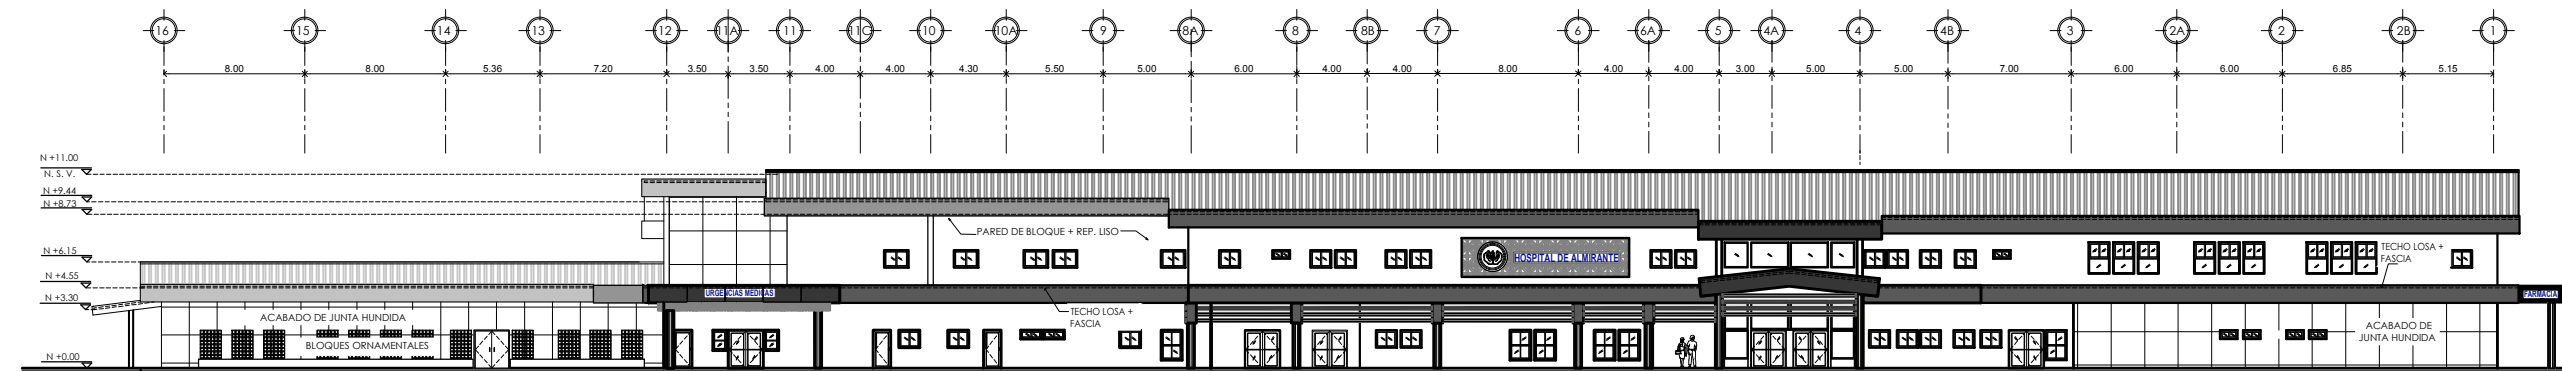 16 15 14 13 12 11A 11 11C 10 10A 9 8A 8 8B 7 6 6A 5 4A 4 4B 3 2A 2 2B 1
8.00 8.00 5.36 7.20 3.50 3.50 4.00 4.00 4.30 5.50 5.00 6.00 4.00 4.00 8.00 4.00 4.00 3.00 5.00 5.00 7.00 6.00 6.00 6.85 5.15
N +11.00
N. S. V.
N +9.44
N +8.73
PARED DE BLOQUE + REP. LISO
N +6.15
HOSPITAL DE ALMIRANTE
TECHO LOSA +
FASCIA
N +4.55
URGENCIAS MEDICAS
FARMACIA
N +3.30
TECHO LOSA +
FASCIA
ACABADO DE JUNTA HUNDIDA
BLOQUES ORNAMENTALES
ACABADO DE
JUNTA HUNDIDA
N +0.00